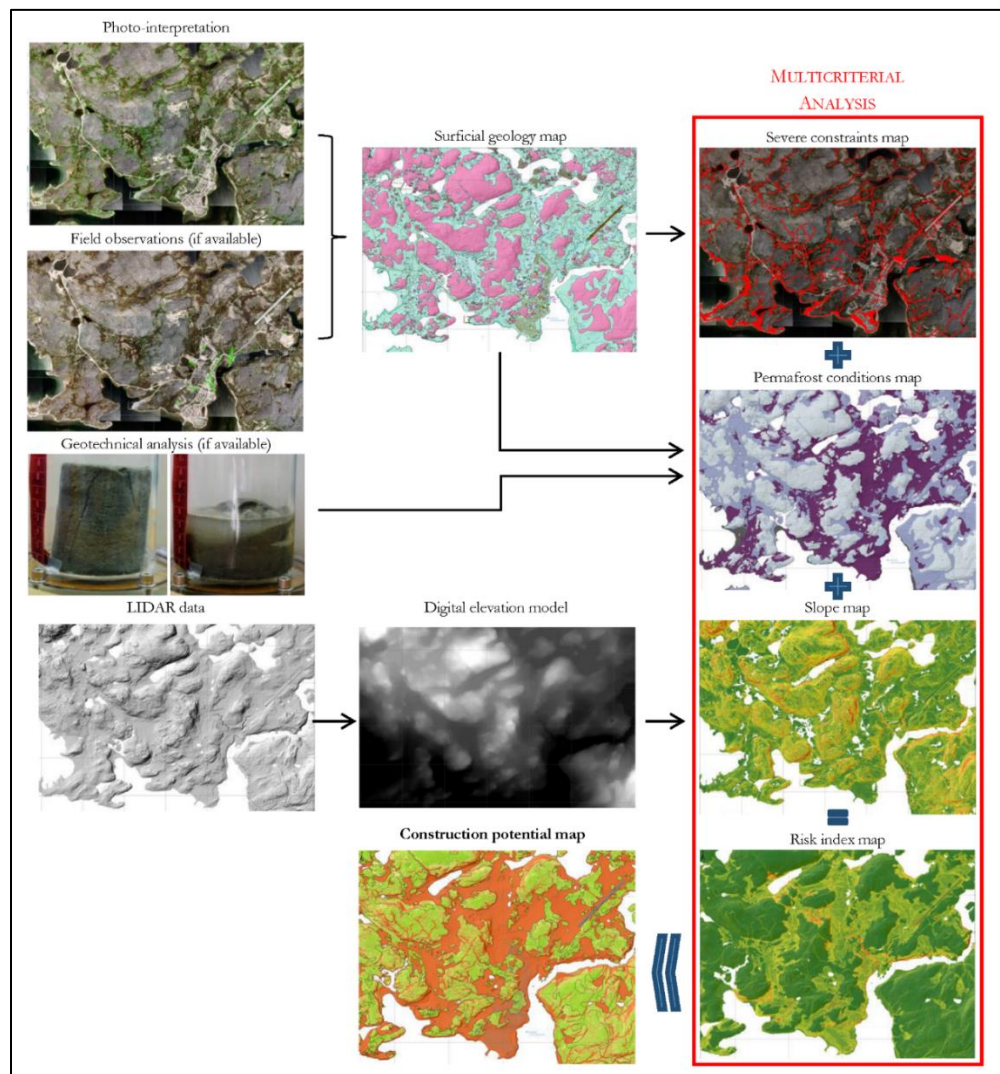 Photo-interpretation
MULTICRITERIAL
ANALYSIS
Surficial geology map
Severe constraints map
Field observations (if available)
Permafrost conditions map
Geotechnical analysis (if available)
LIDAR data
Digital elevation model
Slope map
Construction potential map
Risk index map